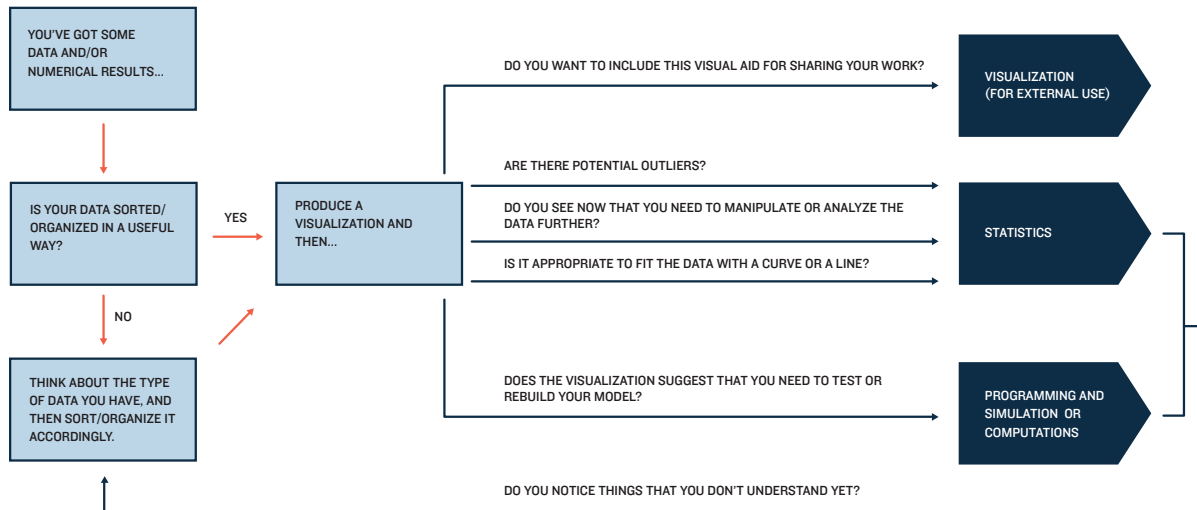 YOU'VE GOT SOME
DATA AND/OR
NUMERICAL RESULTS...
DO YOU WANT TO INCLUDE THIS VISUAL AID FOR SHARING YOUR WORK?
VISUALIZATION
(FOR EXTERNAL USE)
IS YOUR DATA SORTED/
ORGANIZED IN A USEFUL
WAY?
YES
PRODUCE A
VISUALIZATION AND
THEN...
ARE THERE POTENTIAL OUTLIERS?
DO YOU SEE NOW THAT YOU NEED TO MANIPULATE OR ANALYZE THE
DATA FURTHER?
IS IT APPROPRIATE TO FIT THE DATA WITH A CURVE OR A LINE?
STATISTICS
NO
THINK ABOUT THE TYPE
OF DATA YOU HAVE, AND
THEN SORT/ORGANIZE IT
ACCORDINGLY.
DOES THE VISUALIZATION SUGGEST THAT YOU NEED TO TEST OR
REBUILD YOUR MODEL?
PROGRAMMING AND
SIMULATION OR
COMPUTATIONS
DO YOU NOTICE THINGS THAT YOU DON'T UNDERSTAND YET?